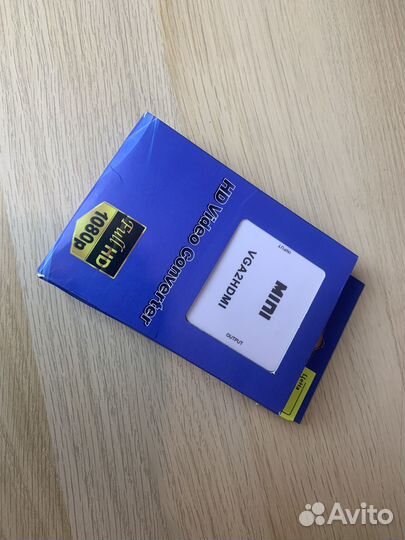 Full HD
1080p
HD Video Converter
INPUT
MINI
VGA2HDMI
OUTPUT
Avito